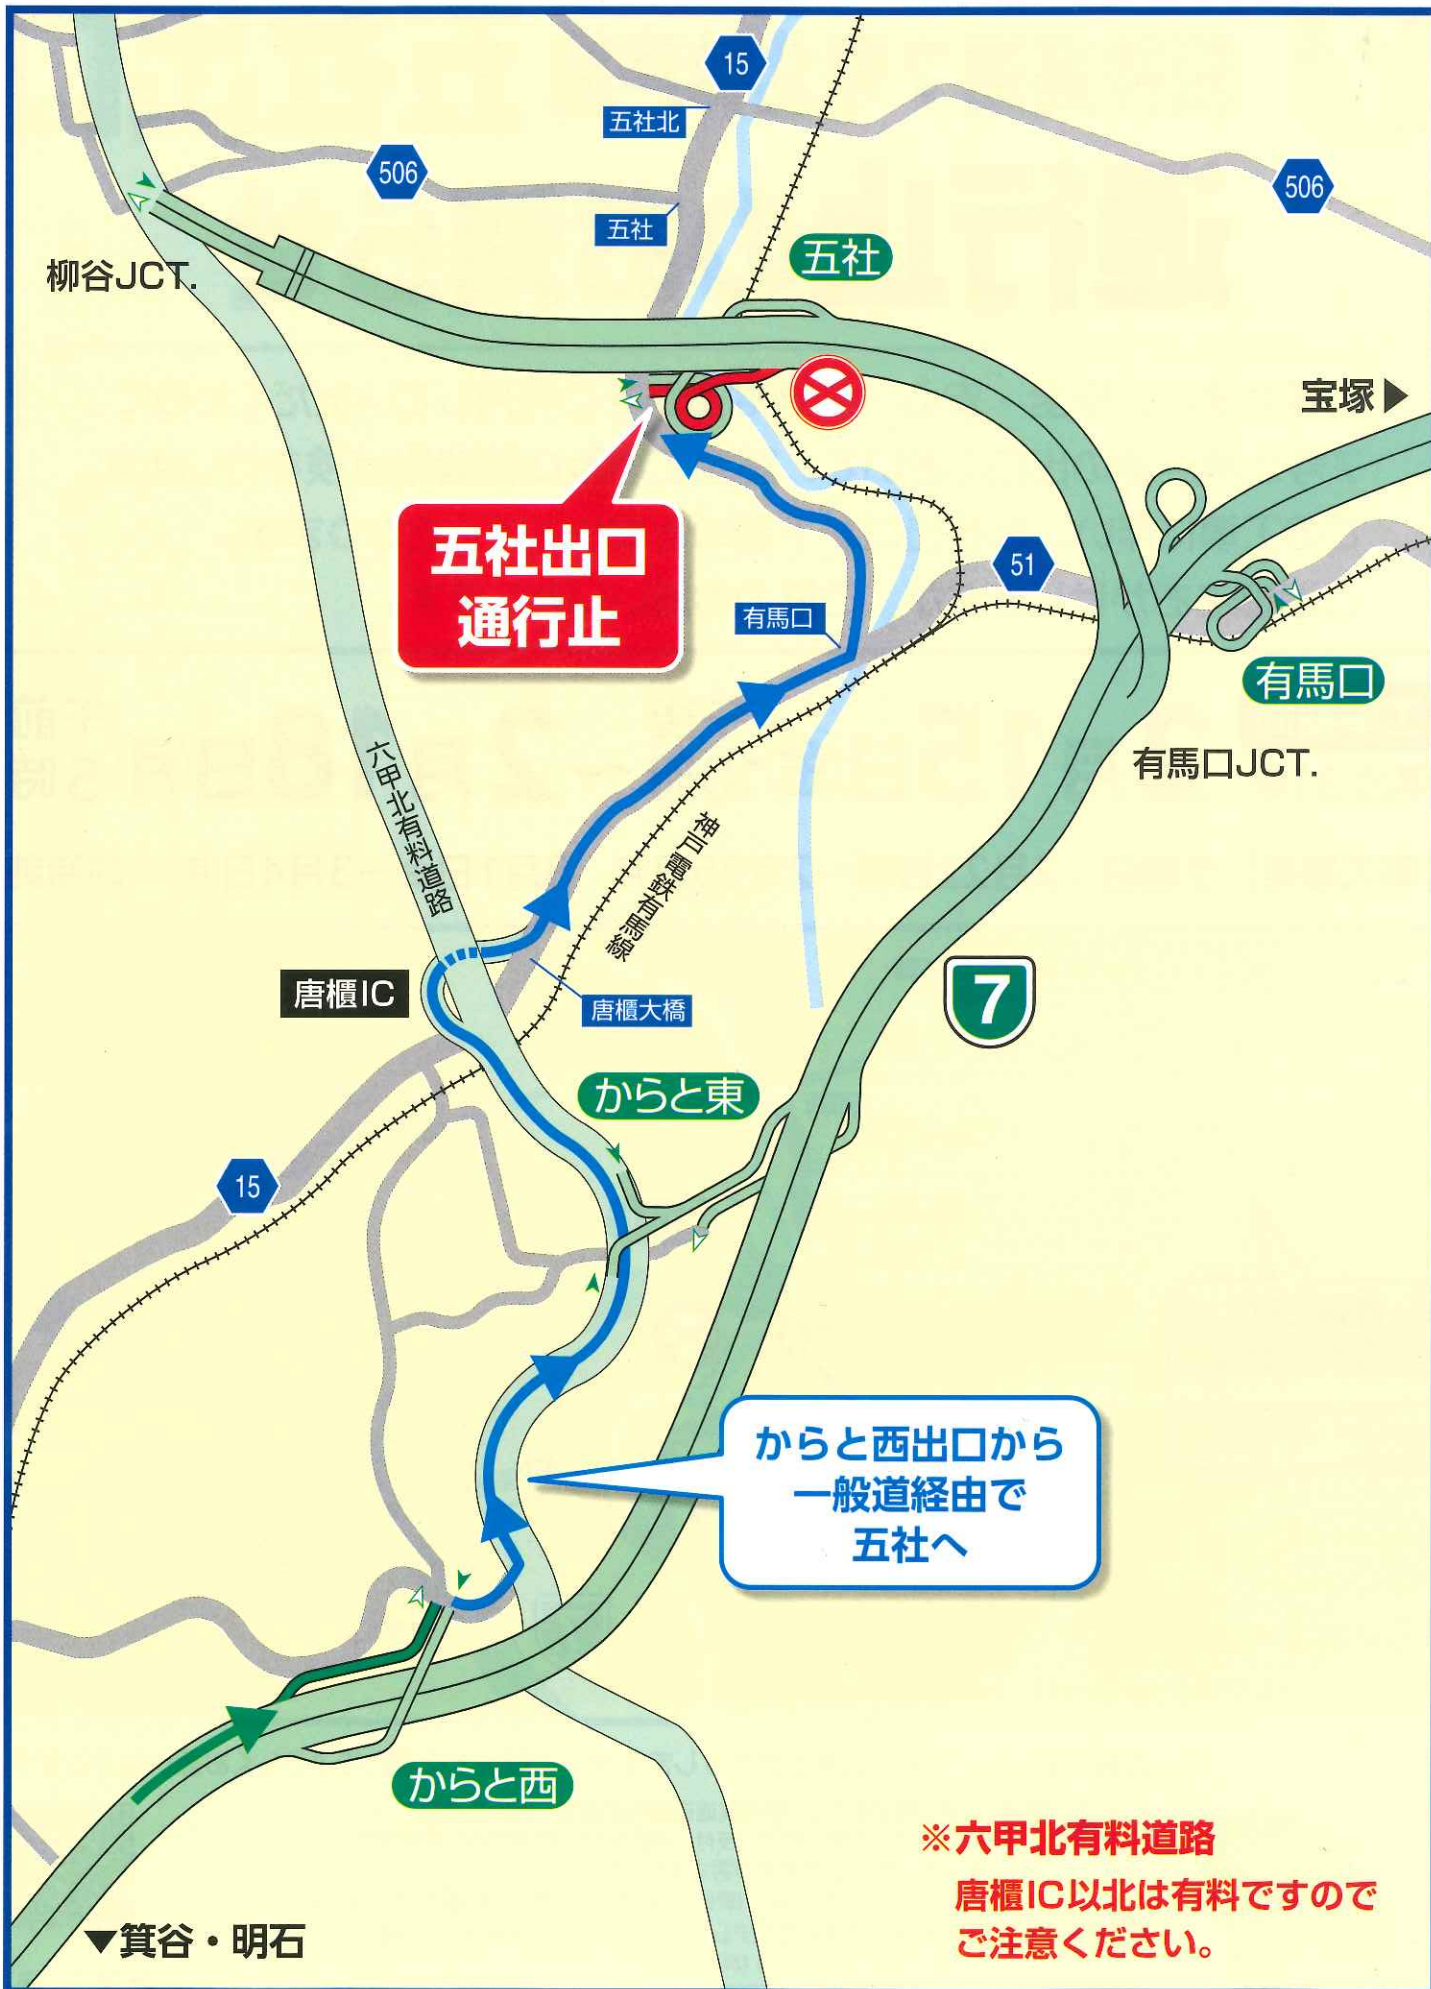 15
五社北
506
506
五社
五社
柳谷JCT.
宝塚▶
五社出口
通行止
51
有馬口
有馬口
有馬口JCT.
六甲北有料道路
神戸電鉄有馬線
唐櫃IC
唐櫃大橋
7
からと東
15
からと西出口から
一般道経由で
五社へ
からと西
※六甲北有料道路
唐櫃IC以北は有料ですので
ご注意ください。
▼箕谷・明石